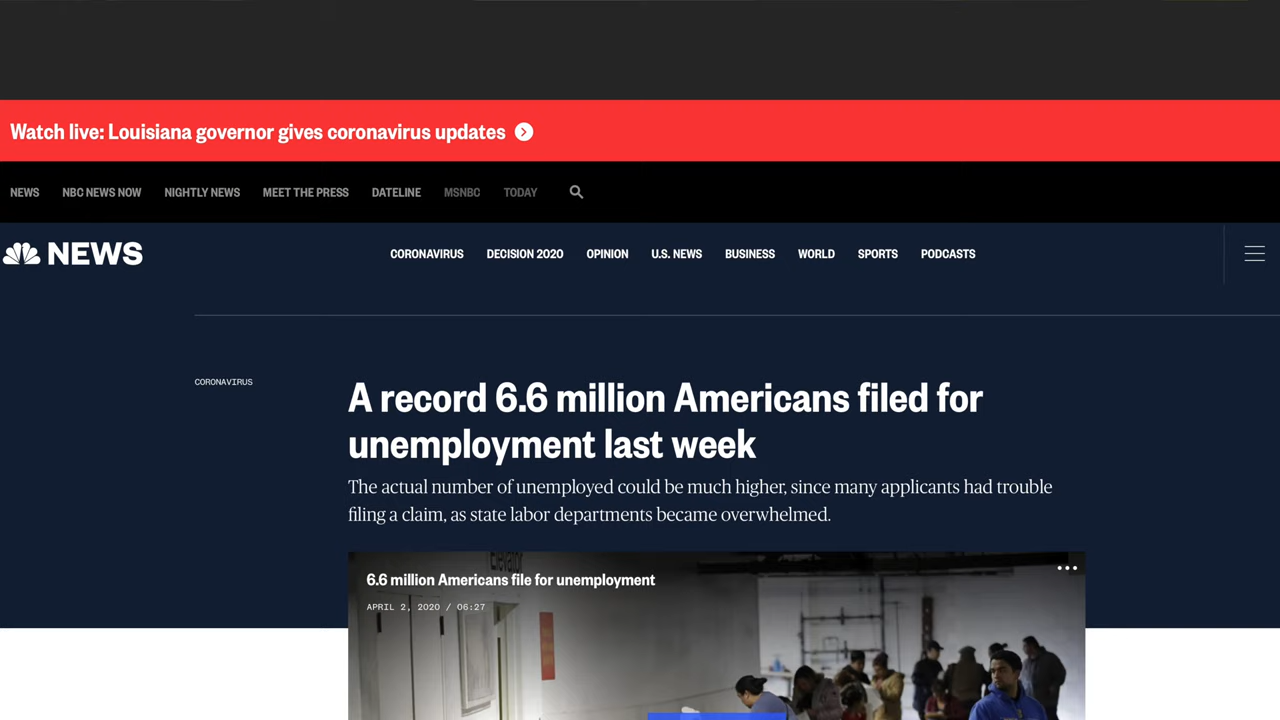 Watch live: Louisiana governor gives coronavirus updates
NEWS NBC NEWS NOW NIGHTLY NEWS MEET THE PRESS DATELINE MSNBC TODAY
NEWS CORONAVIRUS DECISION 2020 OPINION U.S. NEWS BUSINESS WORLD SPORTS PODCASTS
CORONAVIRUS
A record 6.6 million Americans filed for
unemployment last week
The actual number of unemployed could be much higher, since many applicants had trouble
filing a claim, as state labor departments became overwhelmed.
Elevator
6.6 million Americans file for unemployment
APRIL 2, 2020 / 06:27